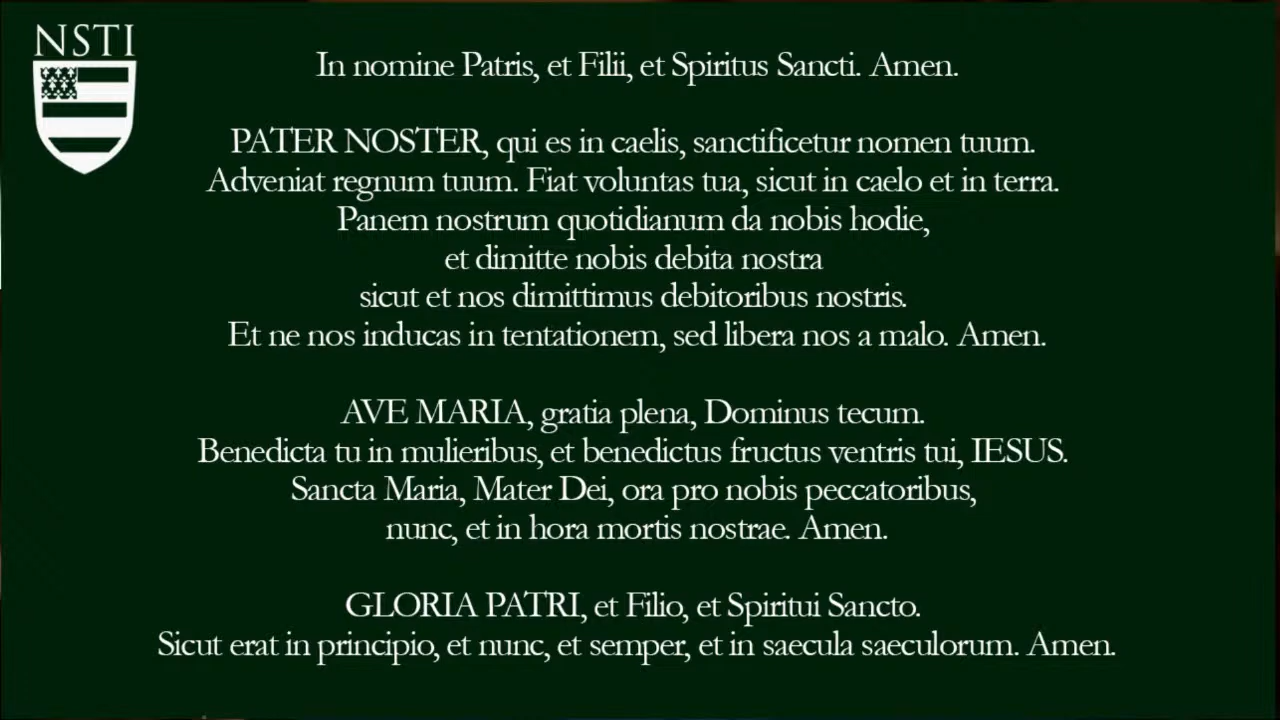 NSTI
In nomine Patris, et Filii, et Spiritus Sancti. Amen.
PATER NOSTER, qui es in caelis, sanctificetur nomen tuum.
Adveniat regnum tuum. Fiat voluntas tua, sicut in caelo et in terra.
Panem nostrum quotidianum da nobis hodie,
et dimitte nobis debita nostra
sicut et nos dimittimus debitoribus nostris.
Et ne nos inducas in tentationem, sed libera nos a malo. Amen.
AVE MARIA, gratia plena, Dominus tecum.
Benedicta tu in mulieribus, et benedictus fructus ventris tui, IESUS.
Sancta Maria, Mater Dei, ora pro nobis peccatoribus,
nunc, et in hora mortis nostrae. Amen.
GLORIA PATRI, et Filio, et Spiritui Sancto.
Sicut erat in principio, et nunc, et semper, et in saecula saeculorum. Amen.